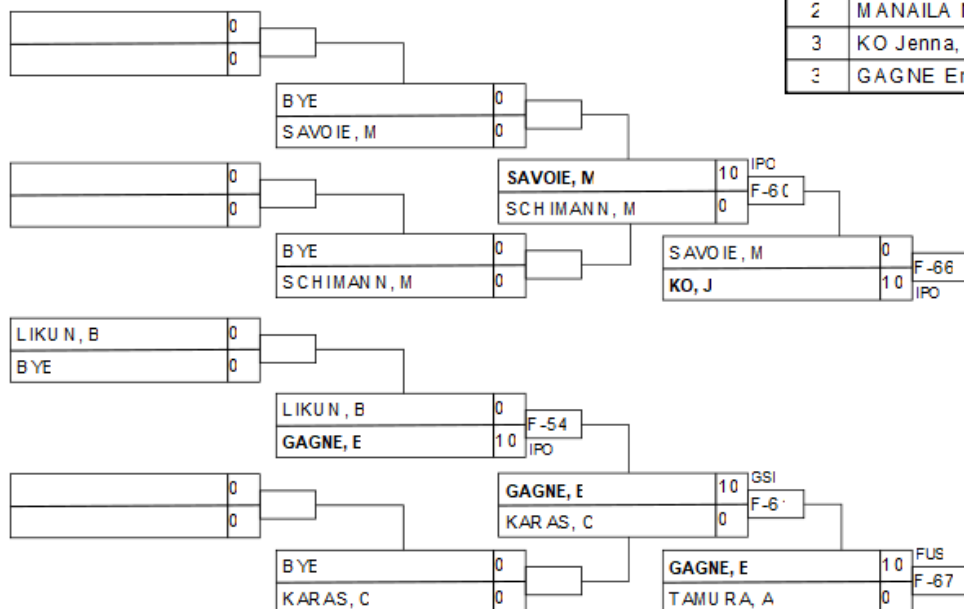 2 MANAILA
3 KO Jenna,
3 GAGNE
0
0
BYE 0
SAVOIE, M 0
0
0
SAVOIE, M 10 IPO
F-60
SCHIMANN, M 0
BYE 0
SCHIMANN, M 0
SAVOIE, M 0
F-66
KO, J 10 IPO
LIKUN, B 0
BYE 0
LIKUN, B 0
F-54
GAGNE, E 10 IPO
0
0
GAGNE, E 10 GSI
KARAS, C 0
BYE 0
KARAS, C 0
GAGNE, E 10 FUS
F-67
TAMURA, A 0